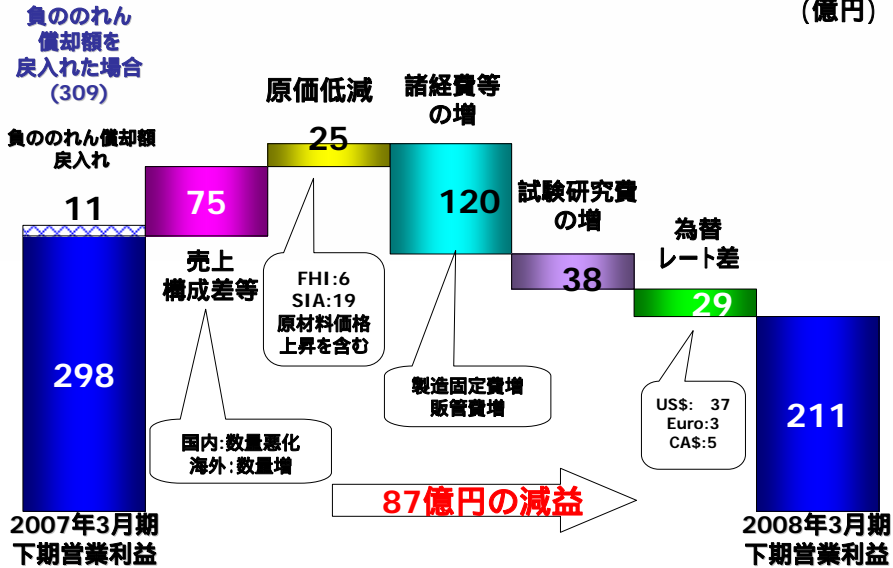 (億円)
負ののれん
償却額を
戻入れた場合
(309)
負ののれん償却額
戻入れ
11
298
2007年3月期
下期営業利益
75
売上
構成差等
国内:数量悪化
海外:数量増
原価低減
25
FHI:6
SIA:19
原材料価格
上昇を含む
諸経費等
の増
120
製造固定費増
販管費増
試験研究費
の増
38
為替
レート差
29
US$: 37
Euro:3
CA$:5
87億円の減益
211
2008年3月期
下期営業利益